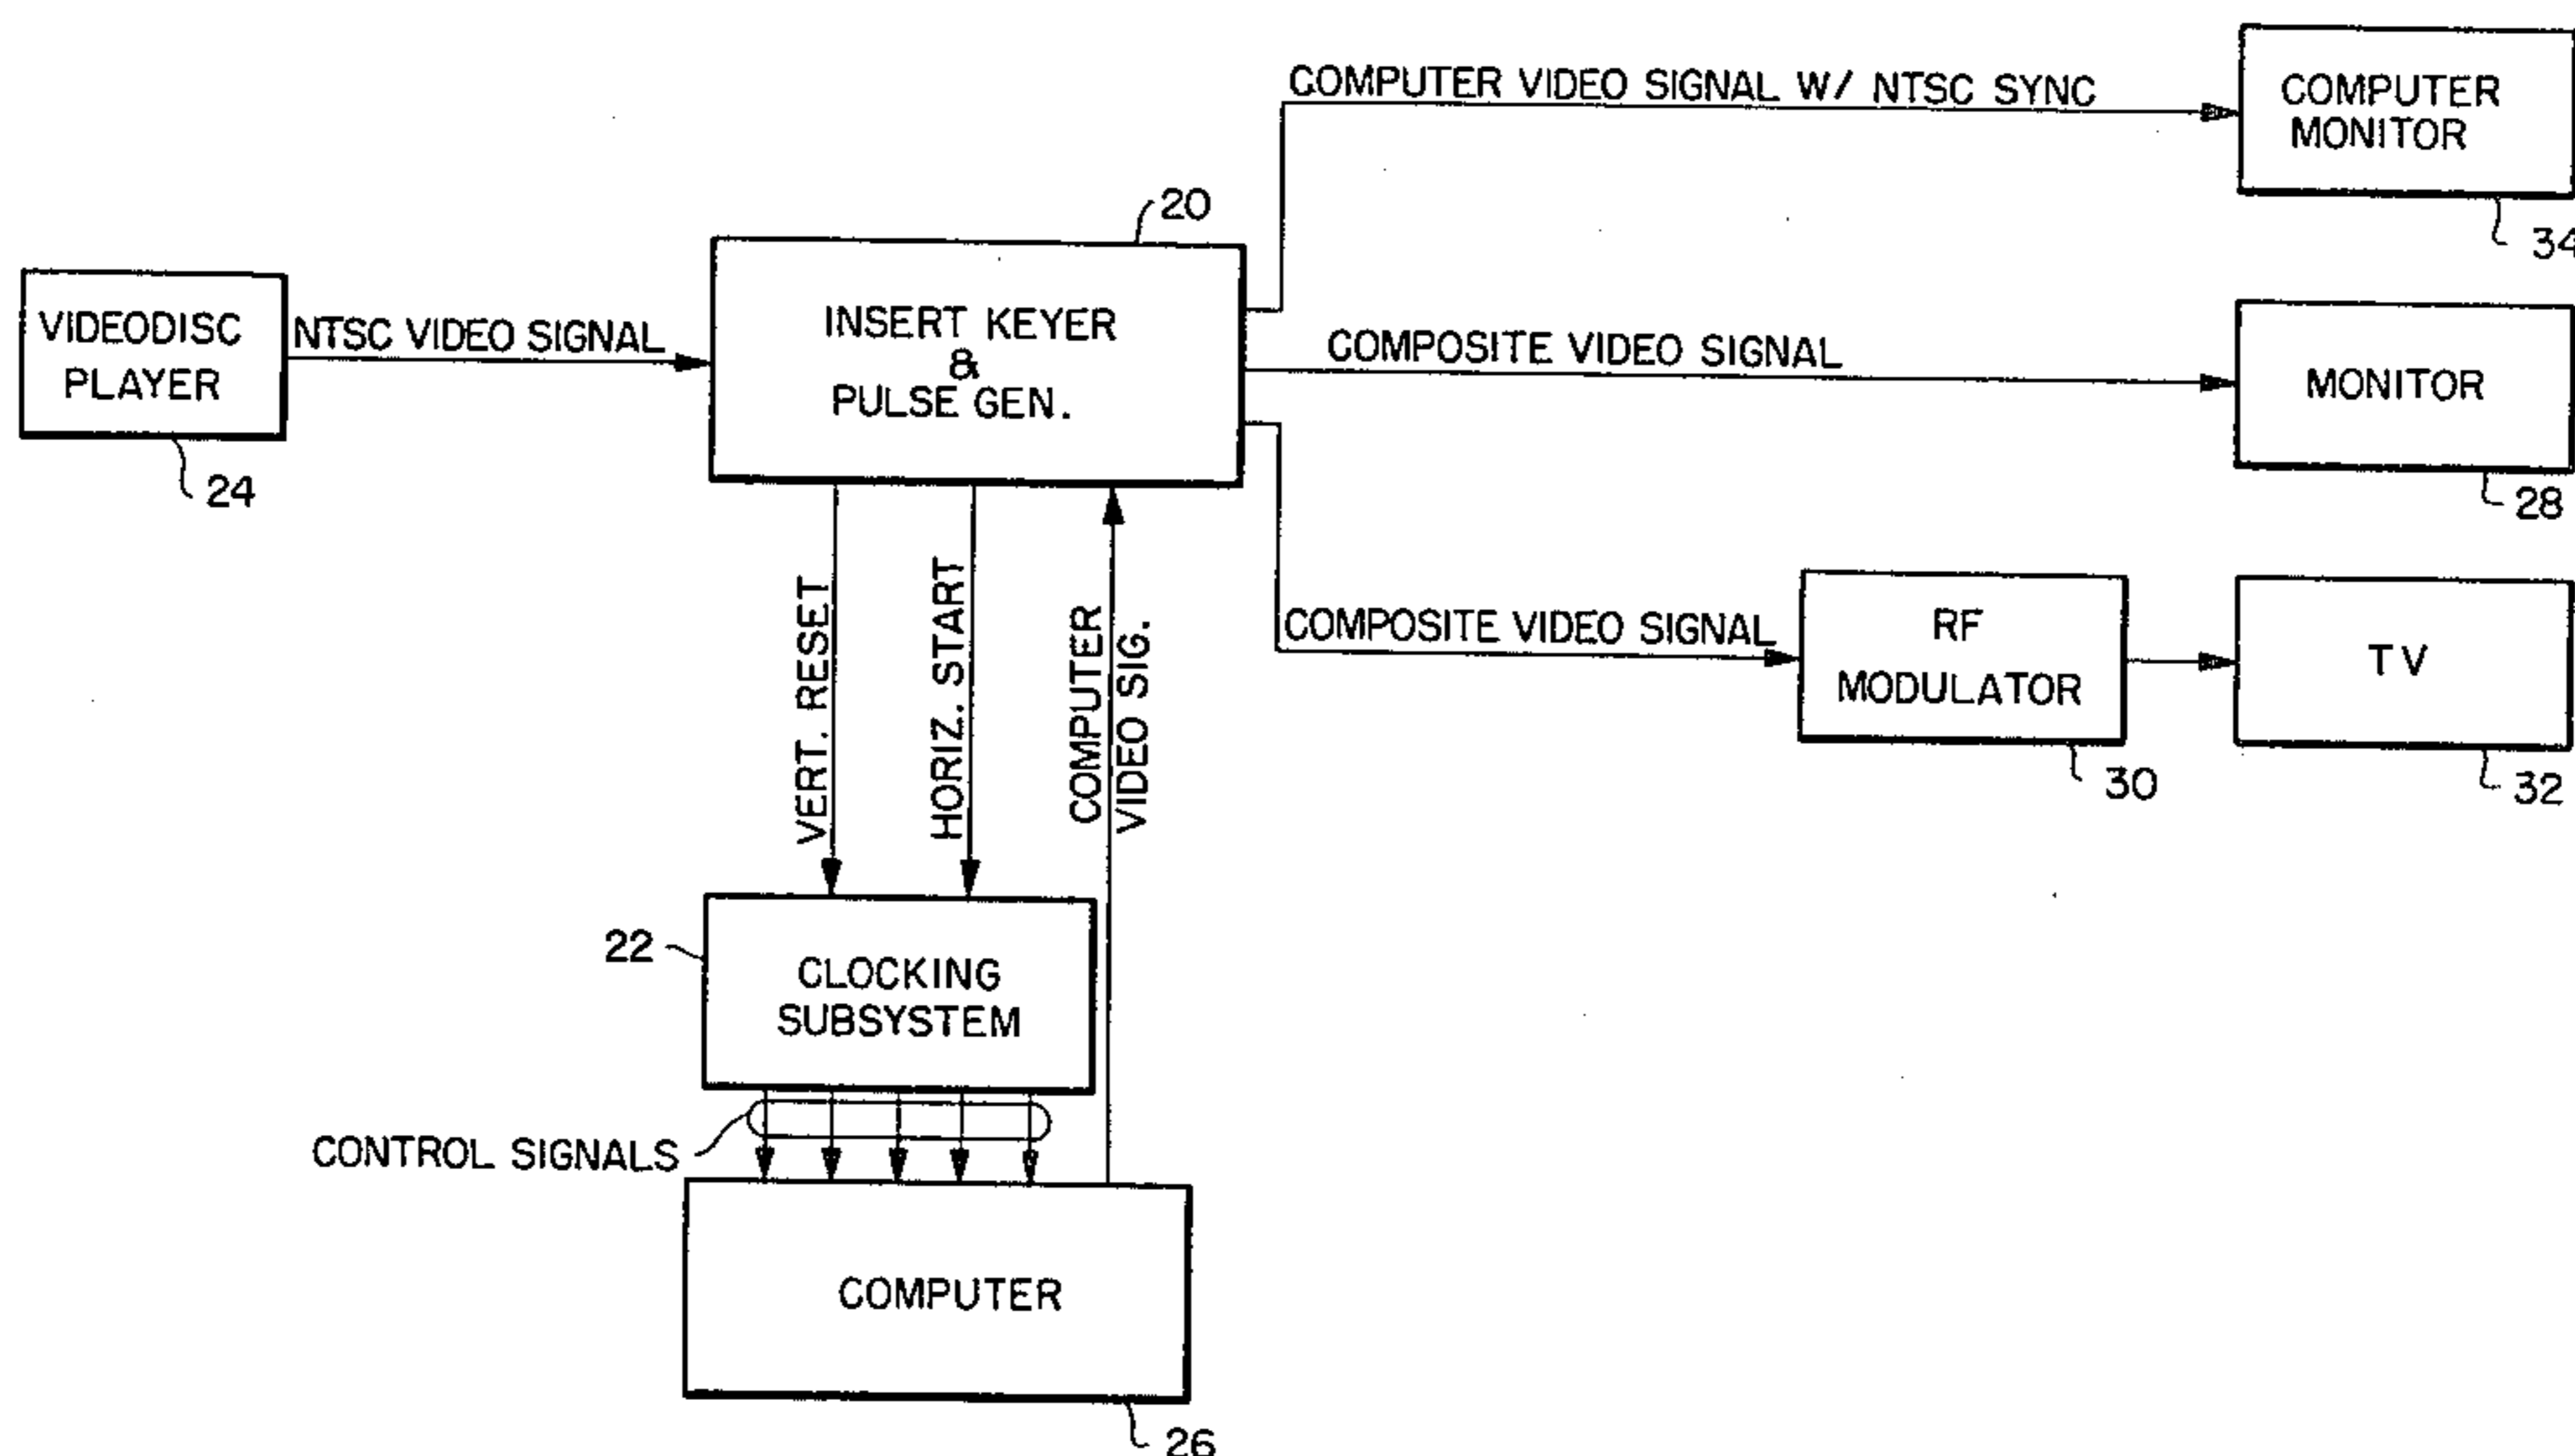 COMPUTER VIDEO SIGNAL W/ NTSC SYNC
COMPUTER
MONITOR
34
20
VIDEODISC
PLAYER
24
NTSC VIDEO SIGNAL
INSERT KEYER
&
PULSE GEN.
COMPOSITE VIDEO SIGNAL
MONITOR
28
COMPOSITE VIDEO SIGNAL
RF
MODULATOR
30
TV
32
VERT. RESET
HORIZ. START
COMPUTER
VIDEO SIG.
22
CLOCKING
SUBSYSTEM
CONTROL SIGNALS
COMPUTER
26